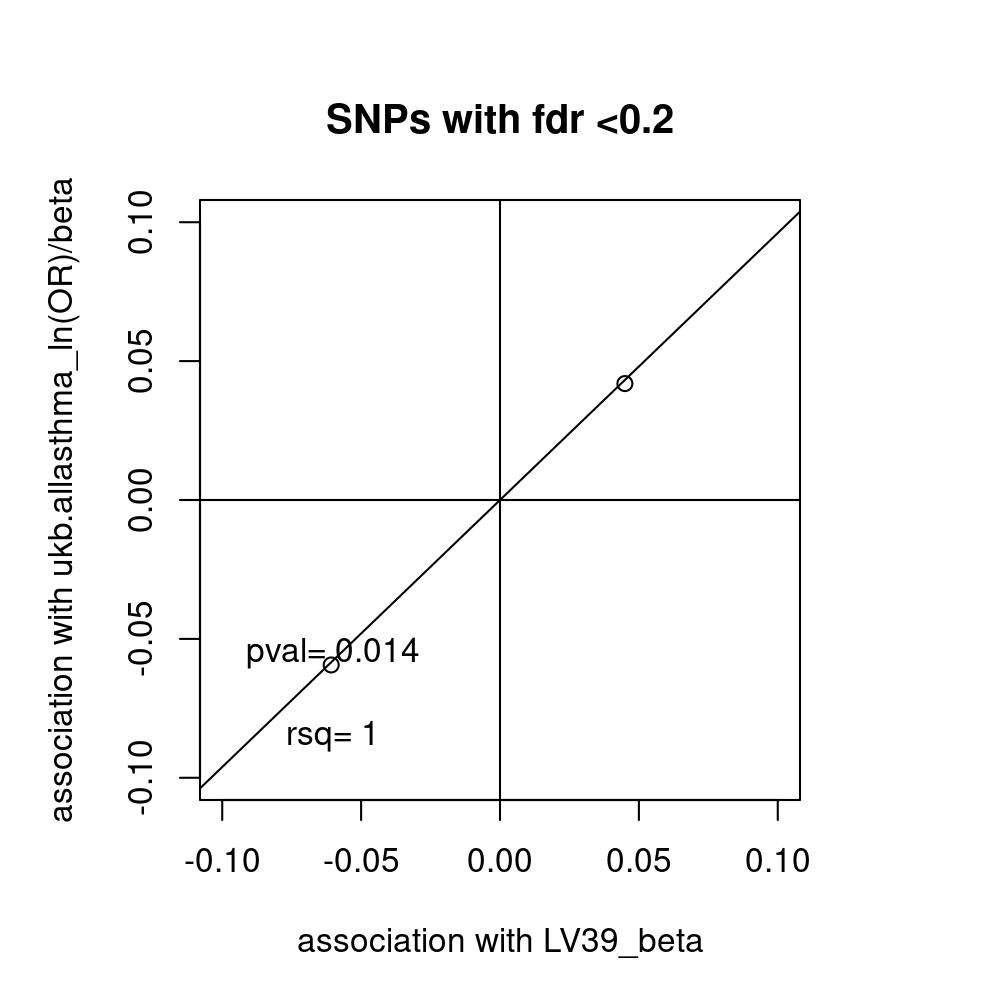 SNPs with fdr <0.2
association with ukb.allasthma_ln(OR)/beta
0.10
0.05
0.00
-0.05
-0.10
pval= 0.014
rsq= 1
-0.10
-0.05
0.00
0.05
0.10
association with LV39_beta